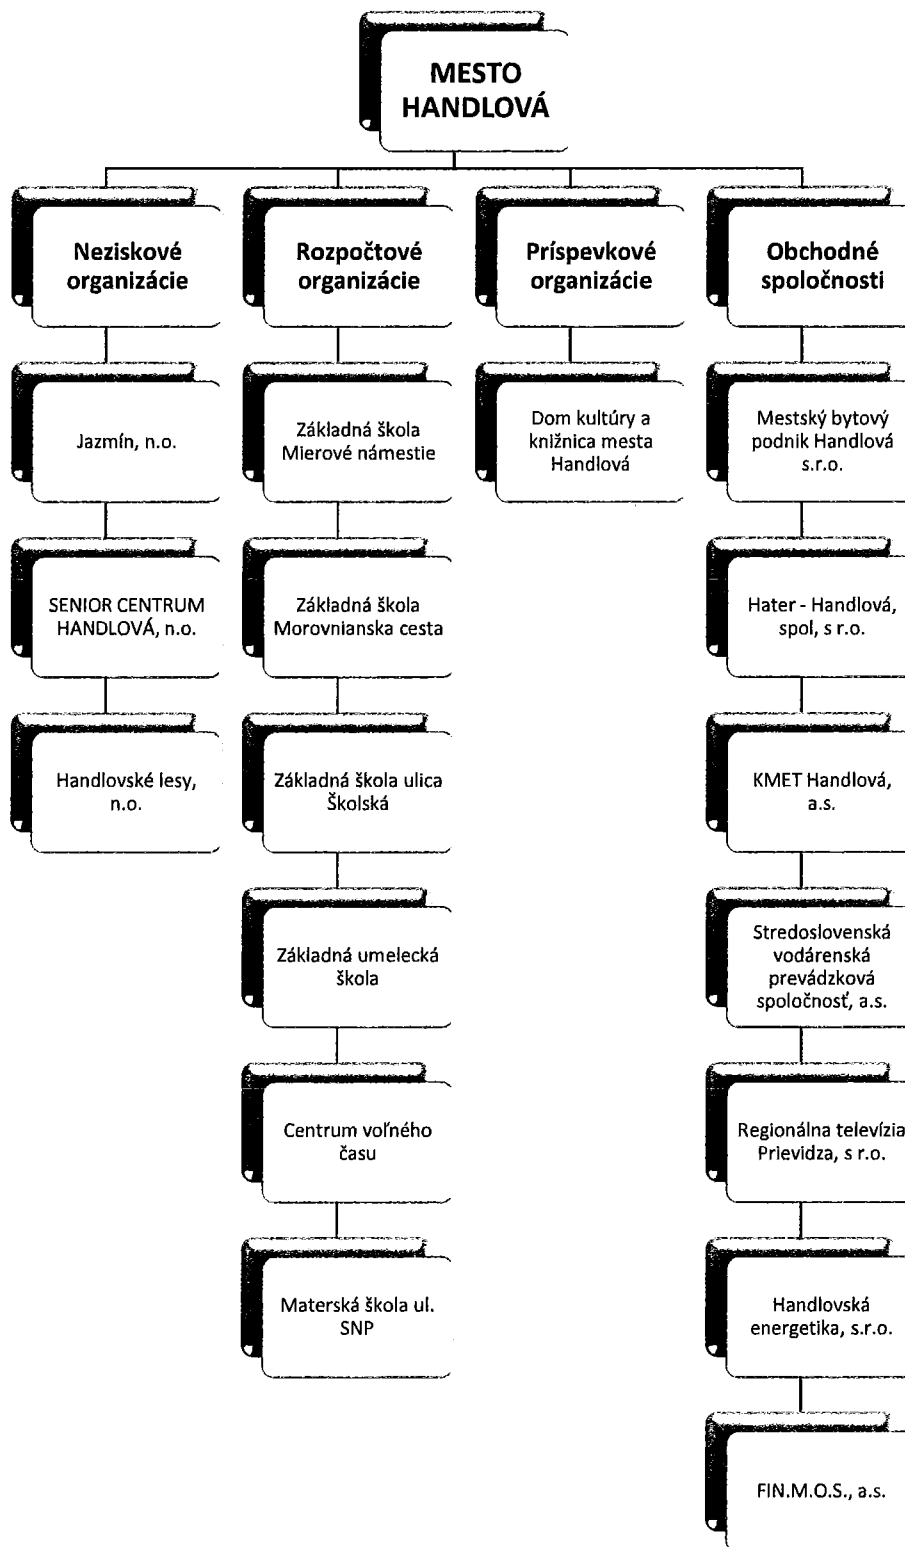 MESTO
HANDLOVÁ
Neziskové
organizácie
Rozpočtové
organizácie
Príspevkové
organizácie
Obchodné
spoločnosti
Jazmín, n.o.
Základná škola
Mierové námestie
Dom kultúry a
knižnica mesta
Handlová
Mestský bytový
podnik Handlová
s.r.o.
SENIOR CENTRUM
HANDLOVÁ, n.o.
Základná škola
Morovnianska cesta
Hater - Handlová,
spol, s r.o.
Handlovské lesy,
n.o.
Základná škola ulica
Školská
KMET Handlová,
a.s.
Základná umelecká
škola
Stredoslovenská
vodárenská
prevádzková
spoločnosť, a.s.
Centrum voľného
času
Regionálna televízia
Prievidza, s r.o.
Materská škola ul.
SNP
Handlovská
energetika, s.r.o.
FIN.M.O.S., a.s.